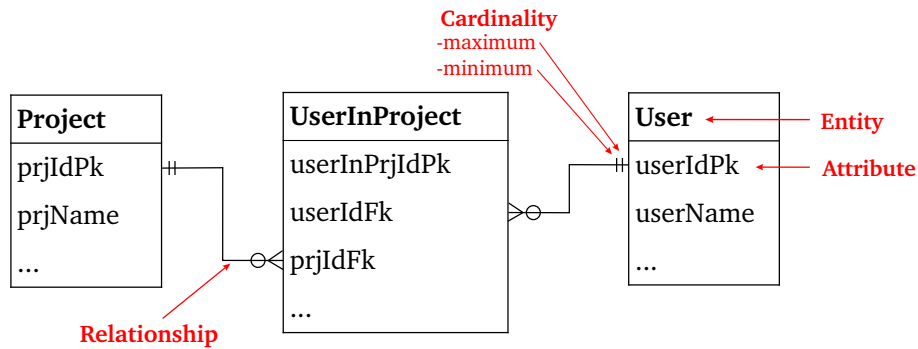 Cardinality
-maximum
-minimum
Project
prjIdPk
prjName
...
UserInProject
userInPrjIdPk
userIdFk
prjIdFk
...
User
userIdPk
userName
...
Entity
Attribute
Relationship